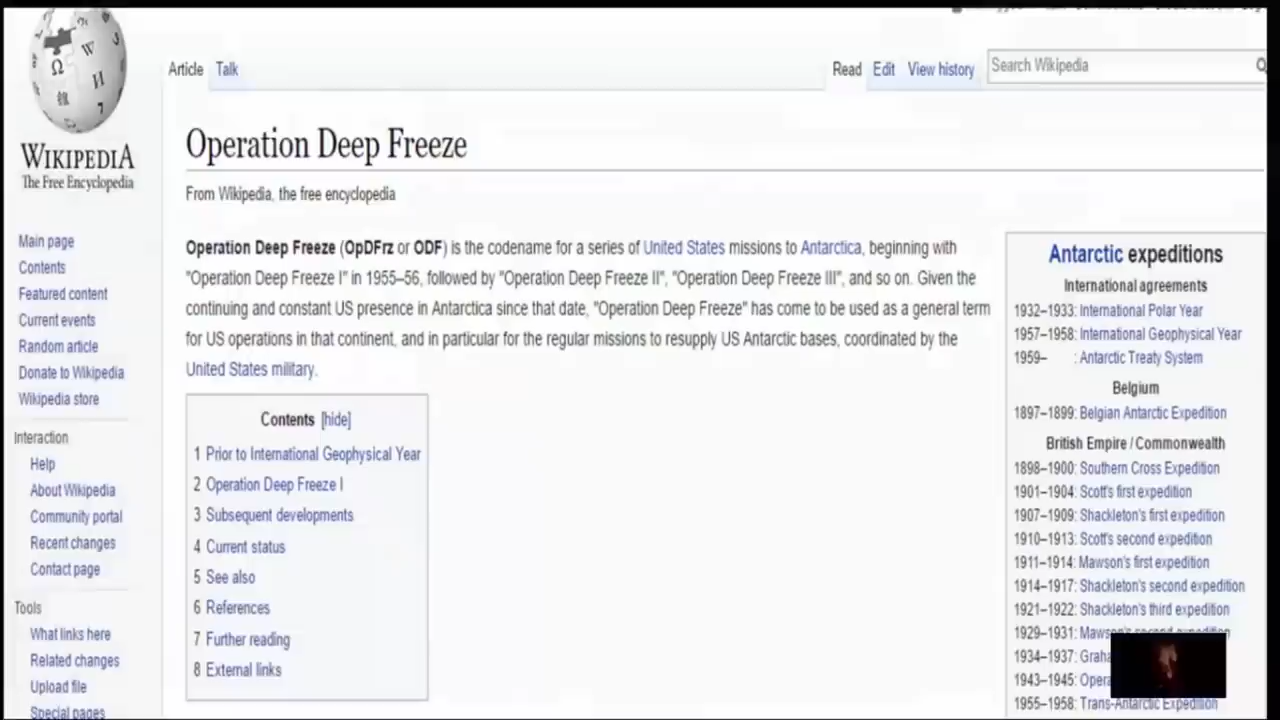 Article Talk
Read Edit View history
Search Wikipedia
WIKIPEDIA
The Free Encyclopedia
Main page
Contents
Featured content
Current events
Random article
Donate to Wikipedia
Wikipedia store
Interaction
Help
About Wikipedia
Community portal
Recent changes
Contact page
Tools
What links here
Related changes
Upload file
Special pages
Operation Deep Freeze
From Wikipedia, the free encyclopedia
Operation Deep Freeze (OpDFrz or ODF) is the codename for a series of United States missions to Antarctica, beginning with
"Operation Deep Freeze I" in 1955–56, followed by "Operation Deep Freeze II", "Operation Deep Freeze III", and so on. Given the
continuing and constant US presence in Antarctica since that date, "Operation Deep Freeze" has come to be used as a general term
for US operations in that continent, and in particular for the regular missions to resupply US Antarctic bases, coordinated by the
United States military.
Contents [hide]
1 Prior to International Geophysical Year
2 Operation Deep Freeze I
3 Subsequent developments
4 Current status
5 See also
6 References
7 Further reading
8 External links
Antarctic expeditions
International agreements
1932–1933: International Polar Year
1957–1958: International Geophysical Year
1959– : Antarctic Treaty System
Belgium
1897–1899: Belgian Antarctic Expedition
British Empire / Commonwealth
1898–1900: Southern Cross Expedition
1901–1904: Scott's first expedition
1907–1909: Shackleton's first expedition
1910–1913: Scott's second expedition
1911–1914: Mawson's first expedition
1914–1917: Shackleton's second expedition
1921–1922: Shackleton's third expedition
1929–1931: Mawson's second expedition
1934–1937:
1943–1945:
1955–1958: Trans-Antarctic Expedition